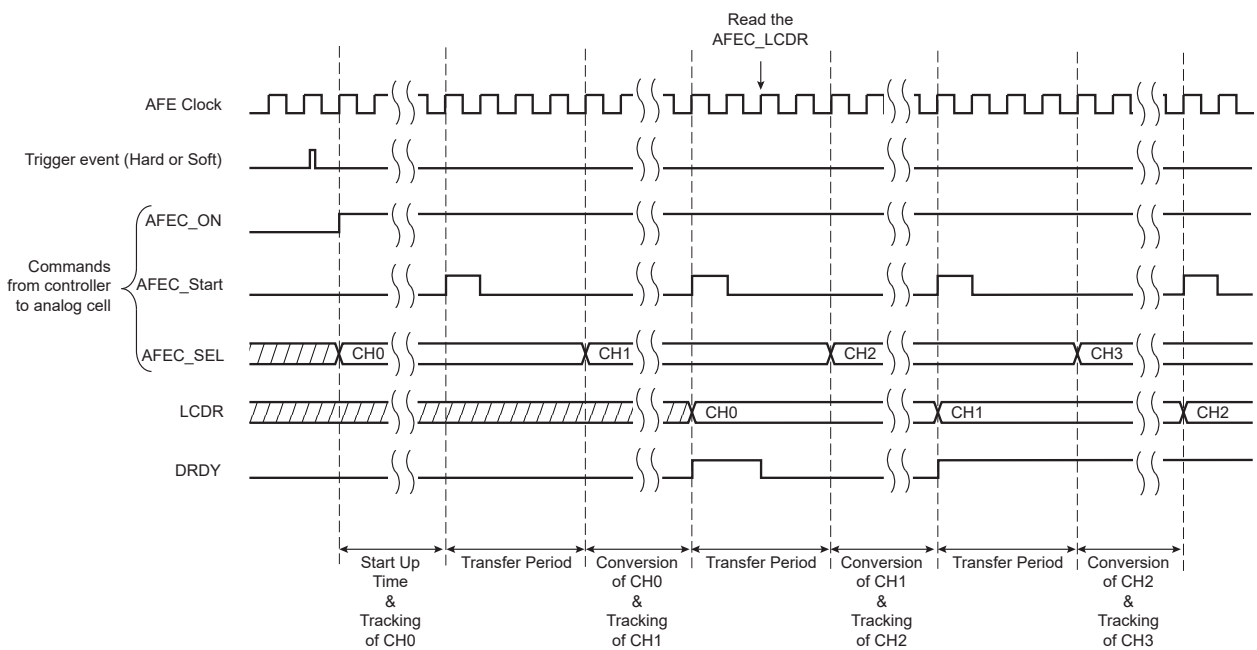 Read the
AFEC_LCDR
AFE Clock
Trigger event (Hard or Soft)
AFEC_ON
Commands
from controller
to analog cell
AFEC_Start
AFEC_SEL
CH0
CH1
CH2
CH3
LCDR
CH0
CH1
CH2
DRDY
Start Up
Time
&
Tracking
of CH0
Transfer Period
Conversion
of CH0
&
Tracking
of CH1
Transfer Period
Conversion
of CH1
&
Tracking
of CH2
Transfer Period
Conversion
of CH2
&
Tracking
of CH3